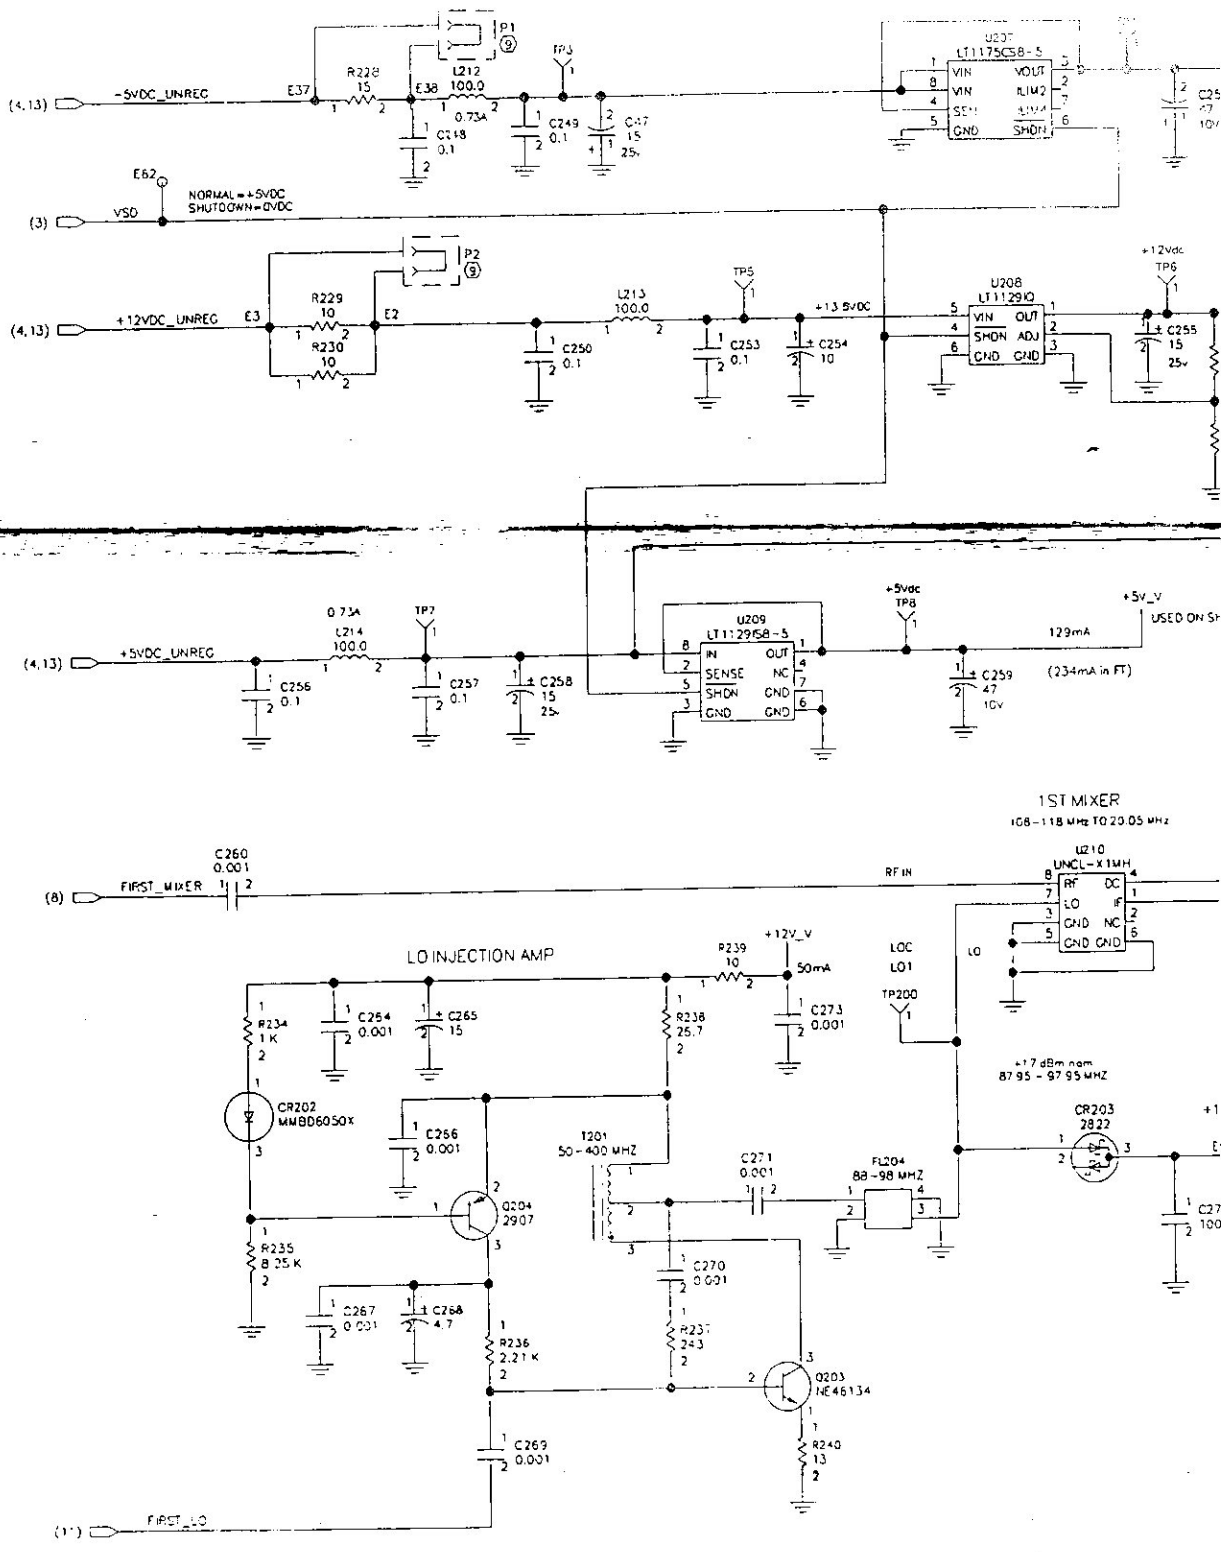 P1
9
U207
LT1175CS8-5
-5VDC_UNREG
(4,13)
E37
R228
15
E38
L212
100.0
0.73A
TP3
C248
0.1
C249
0.1
C47
15
25v
VIN
VIN
SEN
GND
VOUT
ILIM2
ILIM4
SHDN
47
10V
E62
NORMAL=+5VDC
SHUTDOWN=0VDC
(3)
VSD
P2
9
+12VDC_UNREG
(4,13)
E3
R229
10
E2
R230
10
L213
100.0
TP5
+13.5VDC
U208
LT1129IQ
+12Vdc
TP6
VIN
OUT
SHDN
ADJ
GND
GND
C250
0.1
C253
0.1
C254
10
C255
15
25v
0.73A
L214
100.0
TP7
+5VDC_UNREG
(4,13)
C256
0.1
C257
0.1
C258
15
25v
U209
LT1129IS8-5
IN
OUT
SENSE
NC
SHDN
GND
GND
GND
+5Vdc
TP8
+5V_V
USED ON SH
129mA
(234mA in FT)
C259
47
10v
1ST MIXER
108-118 MHz TO 20.05 MHz
U210
UNCL-X1MH
C260
0.001
(8)
FIRST_MIXER
RF IN
RF
DC
LO
IF
GND
NC
GND
GND
LO INJECTION AMP
R239
10
+12V_V
50mA
LOC
LO1
LO
TP200
R234
1K
C264
0.001
C265
15
R238
25.7
C273
0.001
+17 dBm nom
87.95 - 97.95 MHZ
CR202
MMBD6050X
C266
0.001
T201
50-400 MHZ
C271
0.001
FL204
88-98 MHZ
CR203
2822
Q204
2907
R235
8.25K
C270
0.001
C267
0.001
C268
4.7
R236
2.21K
R237
243
Q203
NE46134
C269
0.001
R240
13
(11)
FIRST_LO